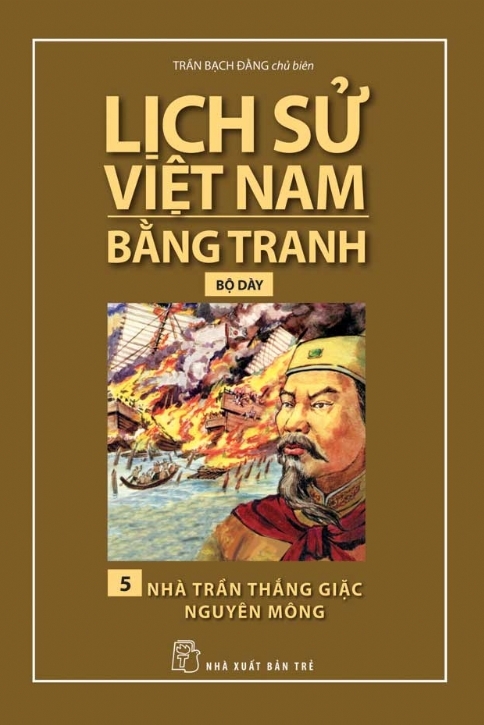 TRẦN BẠCH ĐẰNG chủ biên
LỊCH SỬ
VIỆT NAM
BẰNG TRANH
BỘ DÀY
5 NHÀ TRẦN THẮNG GIẶC
NGUYÊN MÔNG
NHÀ XUẤT BẢN TRẺ